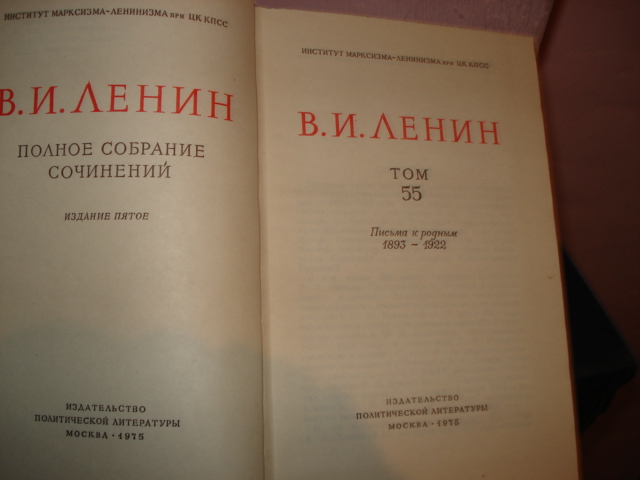 ИНСТИТУТ МАРКСИЗМА-ЛЕНИНИЗМА ПРИ ЦК КПСС
В. И. ЛЕНИН
ПОЛНОЕ СОБРАНИЕ
СОЧИНЕНИЙ
ИЗДАНИЕ ПЯТОЕ
ИЗДАТЕЛЬСТВО
ПОЛИТИЧЕСКОЙ ЛИТЕРАТУРЫ
МОСКВА · 1975
ИНСТИТУТ МАРКСИЗМА-ЛЕНИНИЗМА ПРИ ЦК КПСС
В. И. ЛЕНИН
ТОМ
55
Письма к родным
1893 – 1922
ИЗДАТЕЛЬСТВО
ПОЛИТИЧЕСКОЙ ЛИТЕРАТУРЫ
МОСКВА · 1975